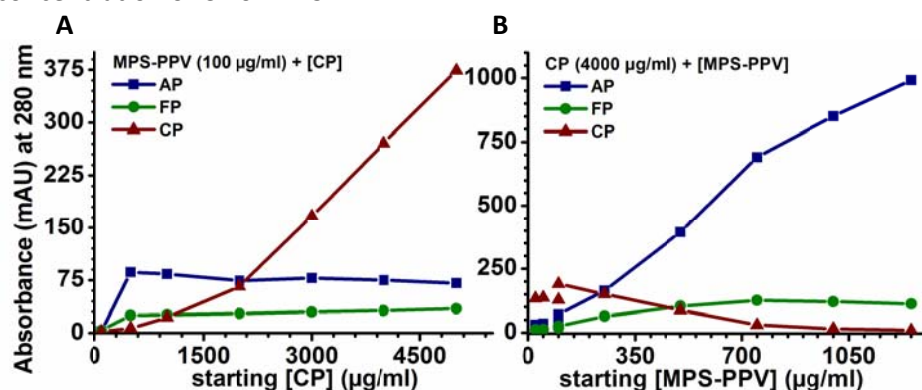 A
B
Absorbance (mAU) at 280 nm
MPS-PPV (100 µg/ml) + [CP]
AP
FP
CP
375
300
225
150
75
0
0
1500
3000
4500
starting [CP] (µg/ml)
CP (4000 µg/ml) + [MPS-PPV]
AP
FP
CP
1000
750
500
250
0
0
350
700
1050
starting [MPS-PPV] (µg/ml)